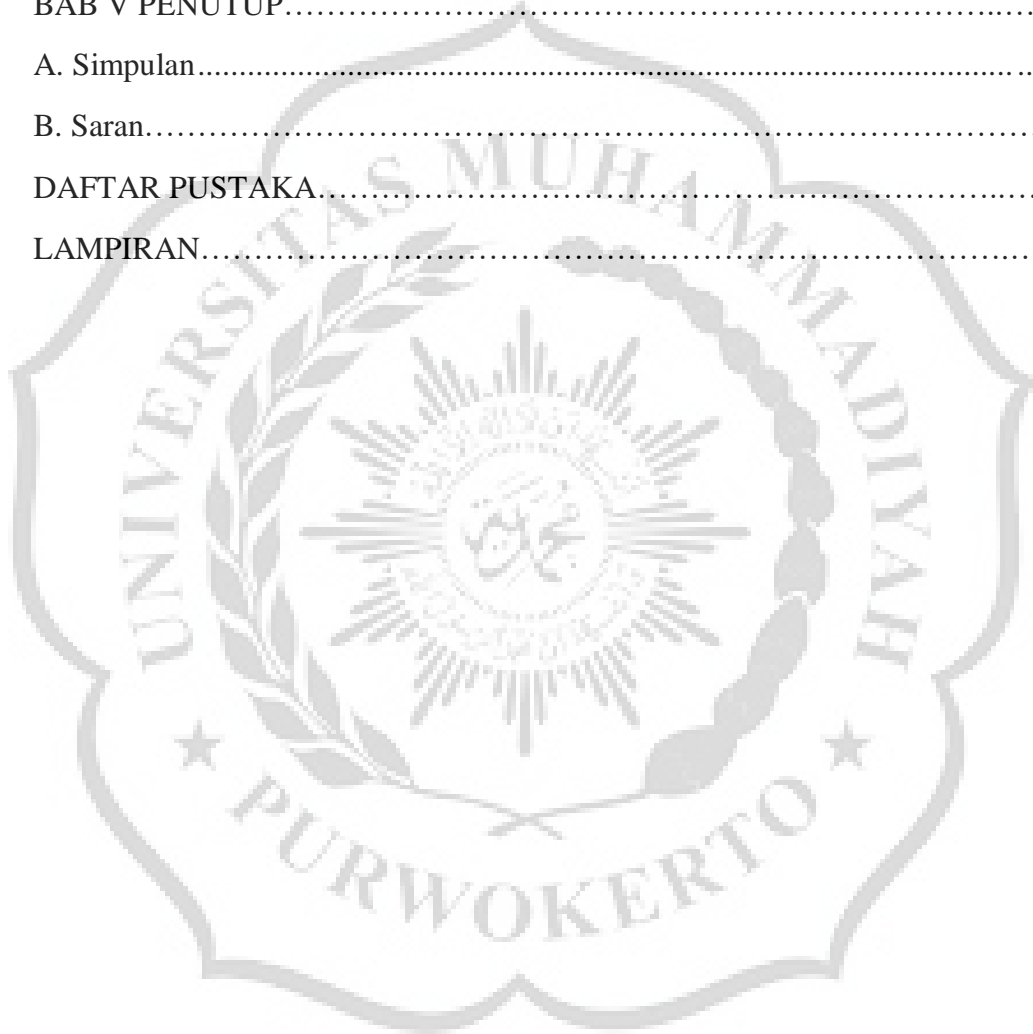 BAB V PENUTUP……………………………………………………………
A. Simpulan..............................................................................................................
B. Saran………………………………………………………………………
DAFTAR PUSTAKA………………………………………………………
LAMPIRAN…………………………………………………………………
UNIVERSITAS MUHAMMADIYAH
PURWOKERTO